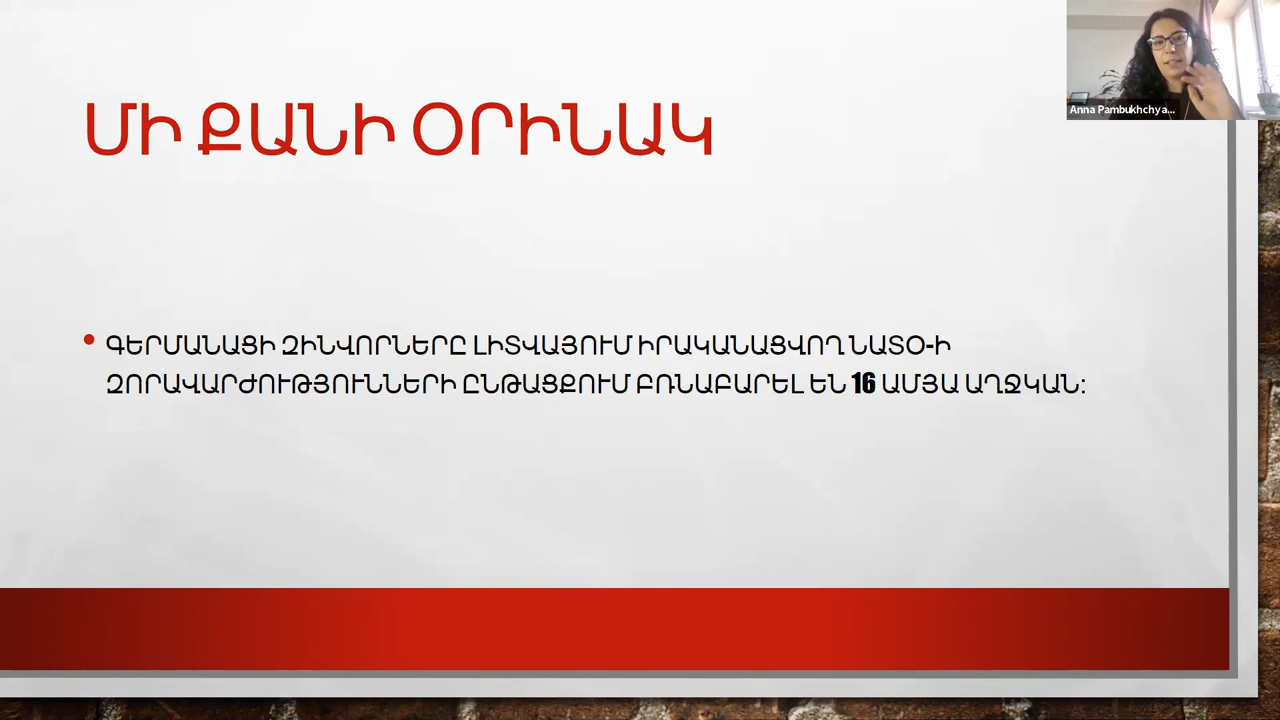 Anna Pambukhchya...
ՄԻ ՔԱՆԻ ՕՐԻՆԱԿ
• ԳԵՐՄԱՆԱՑԻ ԶԻՆՎՈՐՆԵՐԸ ԼԻՏՎԱՅՈՒՄ ԻՐԱԿԱՆԱՑՎՈՂ ՆԱՏՕ-Ի
ԶՈՐԱՎԱՐԺՈՒԹՅՈՒՆՆԵՐԻ ԸՆԹԱՑՔՈՒՄ ԲՌՆԱԲԱՐԵԼ ԵՆ 16 ԱՄՅԱ ԱՂՋԿԱՆ: